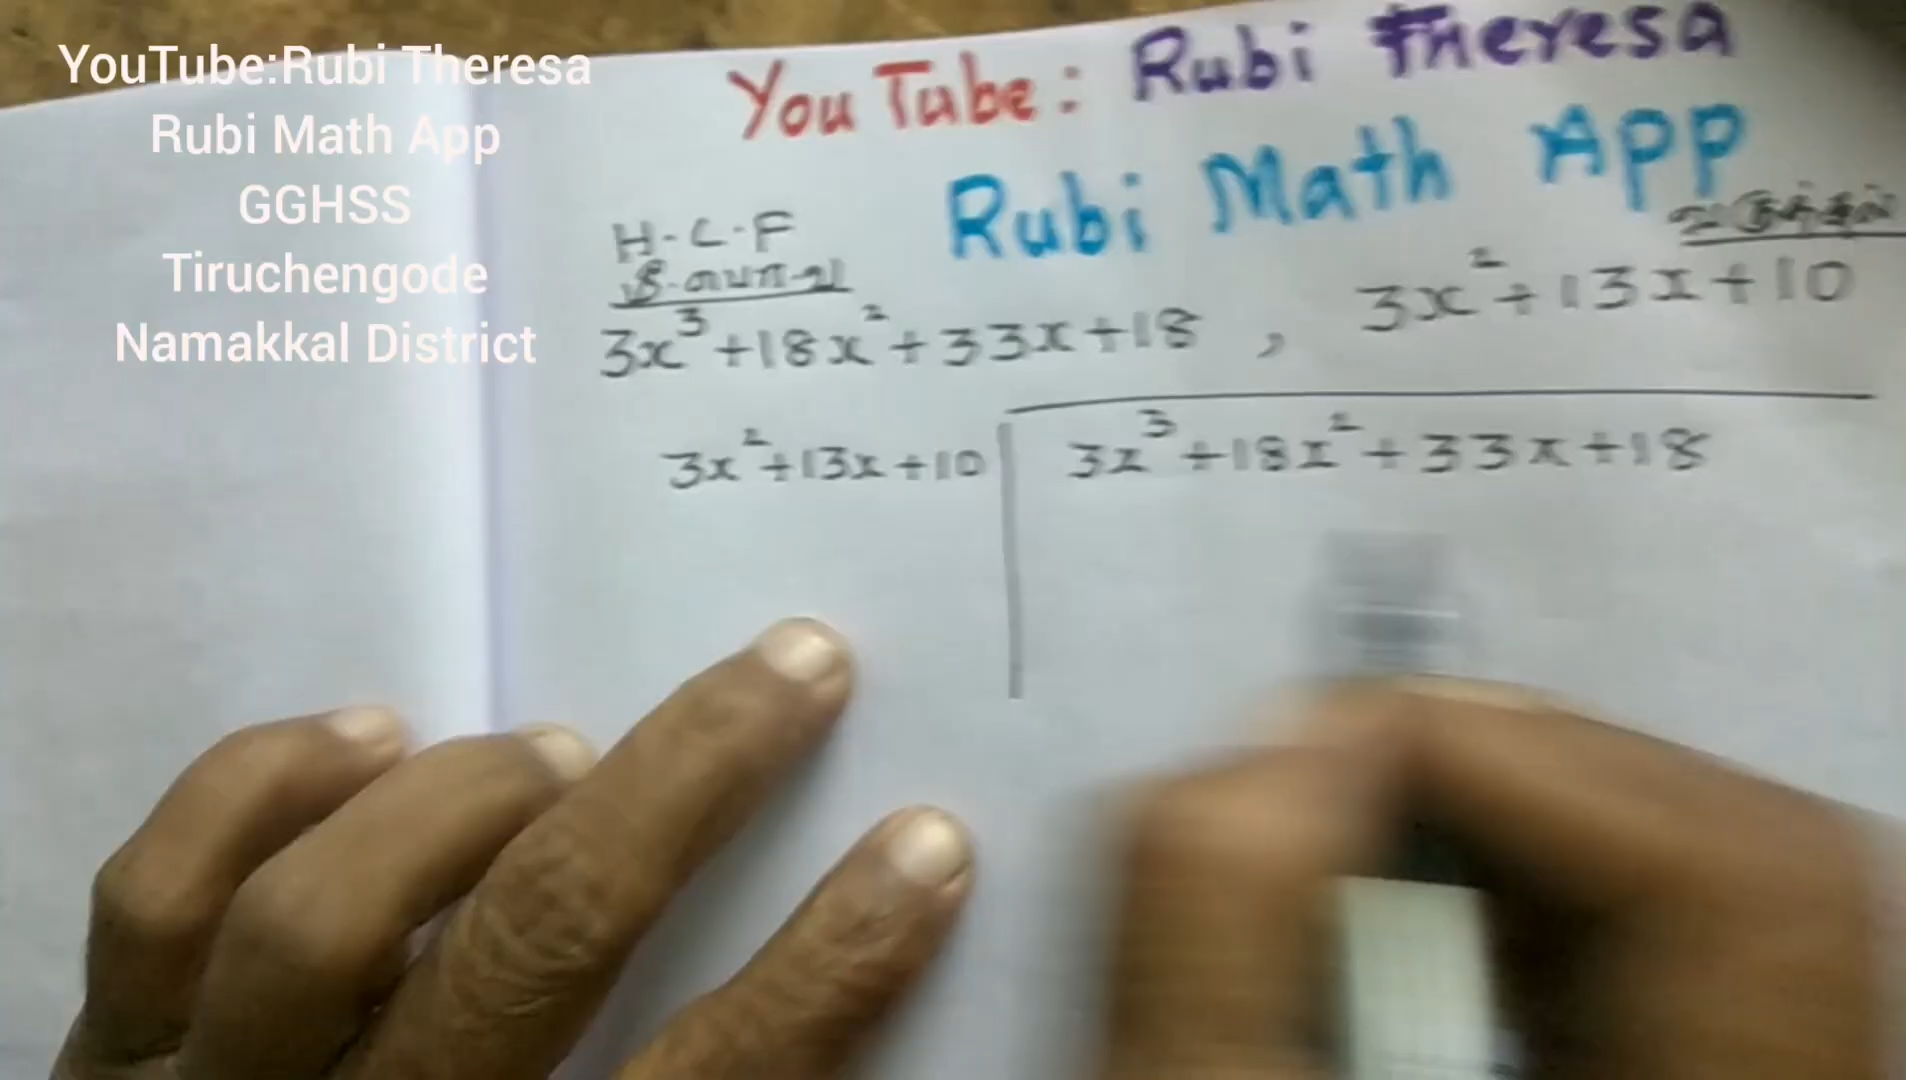 YouTube:Rubi Theresa
Rubi Math App
GGHSS
Tiruchengode
Namakkal District
YouTube: Rubi Theresa
Rubi Math App
H.C.F
3x³+18x²+33x+18 , 3x²+13x+10
3x²+13x+10 3x³+18x²+33x+18